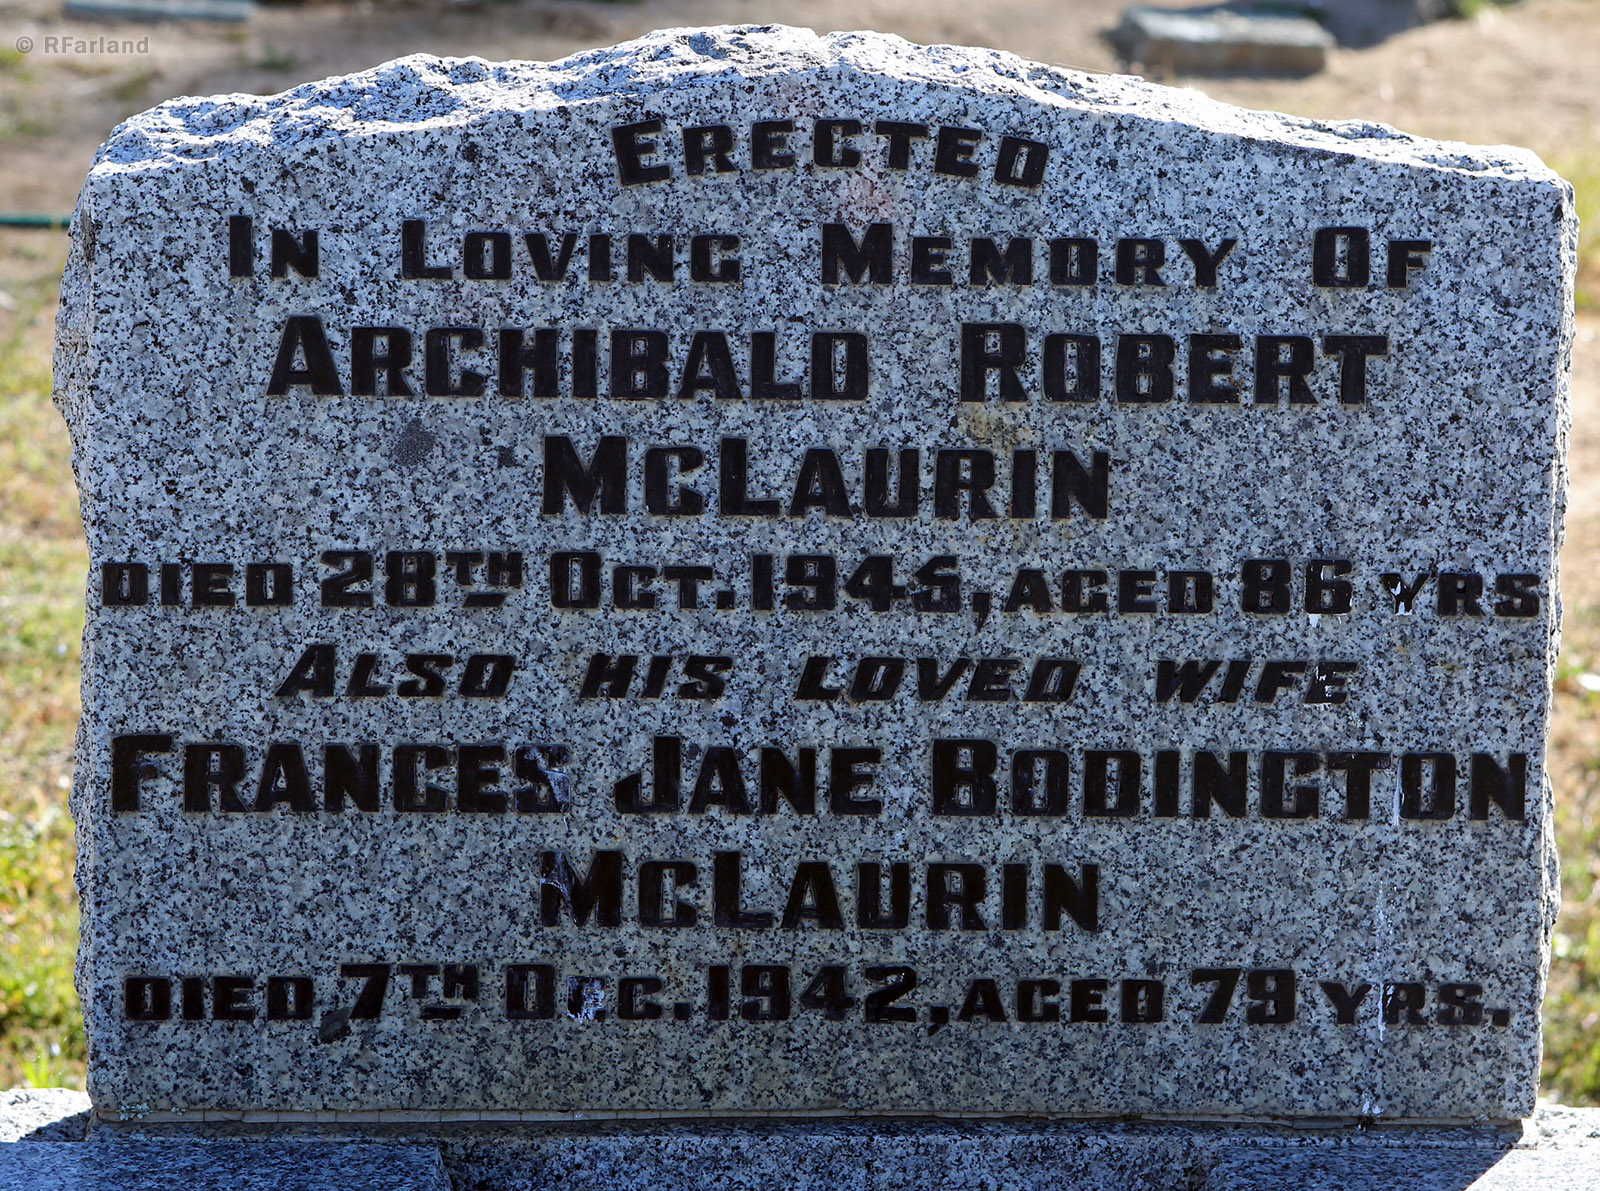 © RFarland
Erected
In Loving Memory Of
Archibald Robert
McLaurin
died 28th Oct. 1945, aged 86 yrs
Also his loved wife
Frances Jane Bodington
McLaurin
died 7th Dec. 1942, aged 79 yrs.